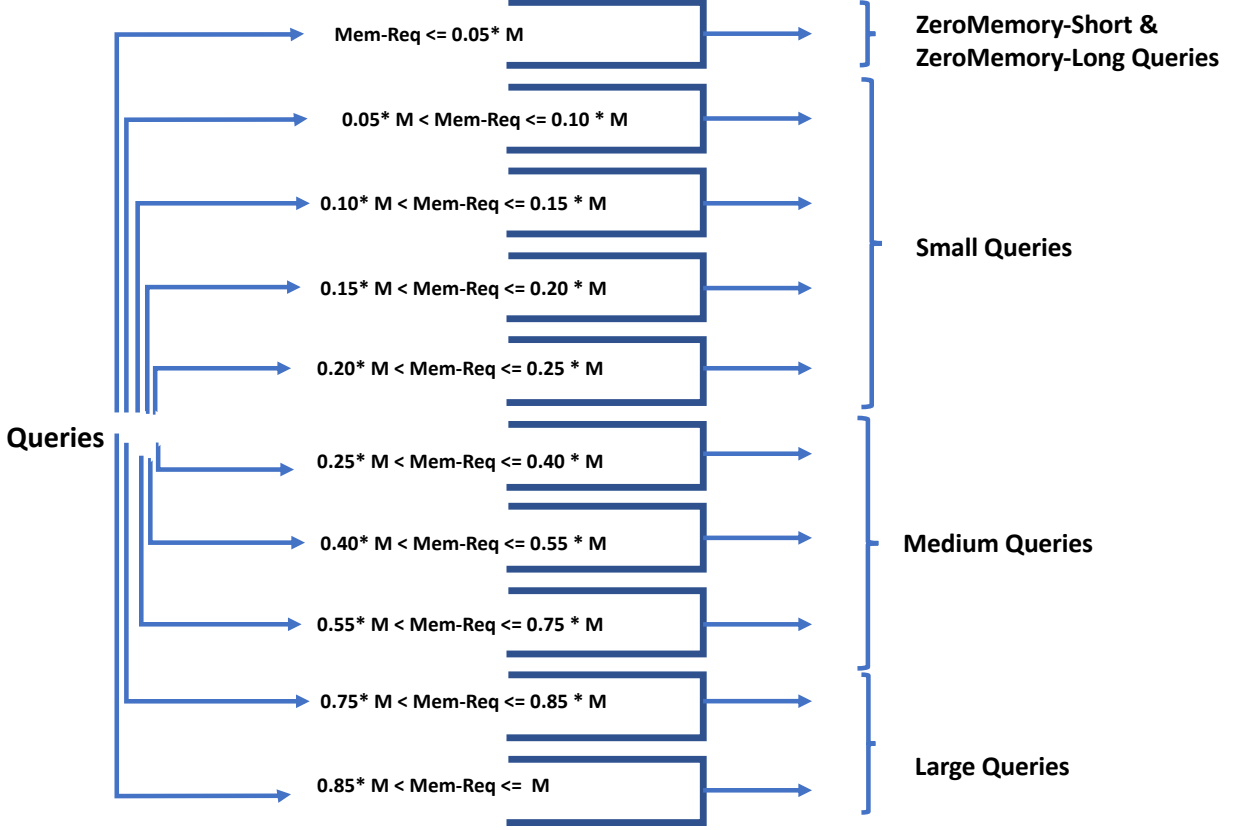 Mem-Req <= 0.05* M
ZeroMemory-Short &
ZeroMemory-Long Queries
0.05* M < Mem-Req <= 0.10 * M
0.10* M < Mem-Req <= 0.15 * M
Small Queries
0.15* M < Mem-Req <= 0.20 * M
0.20* M < Mem-Req <= 0.25 * M
Queries
0.25* M < Mem-Req <= 0.40 * M
0.40* M < Mem-Req <= 0.55 * M
Medium Queries
0.55* M < Mem-Req <= 0.75 * M
0.75* M < Mem-Req <= 0.85 * M
Large Queries
0.85* M < Mem-Req <= M